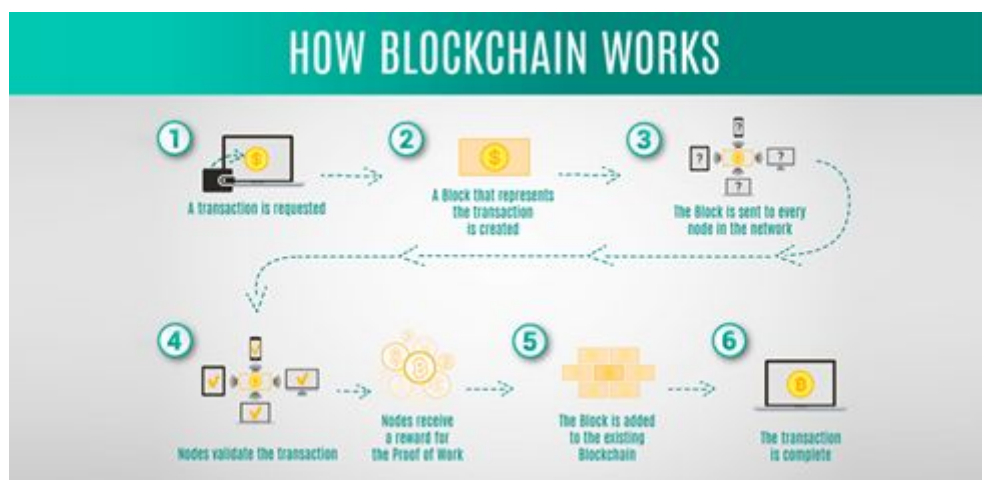 HOW BLOCKCHAIN WORKS
1
A transaction is requested
2
A Block that represents
the transaction
is created
3
The Block is sent to every
node in the network
4
Nodes validate the transaction
Nodes receive
a reward for
the Proof of Work
5
The Block is added
to the existing
Blockchain
6
The transaction
is complete